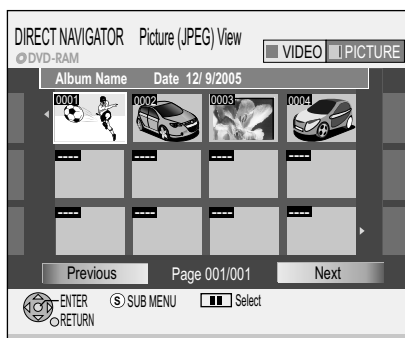 DIRECT NAVIGATOR Picture (JPEG) View
DVD-RAM
VIDEO PICTURE
Album Name Date 12/ 9/2005
0001 0002 0003 0004
---- ---- ---- ----
---- ---- ---- ----
Previous Page 001/001 Next
ENTER S SUB MENU Select
RETURN